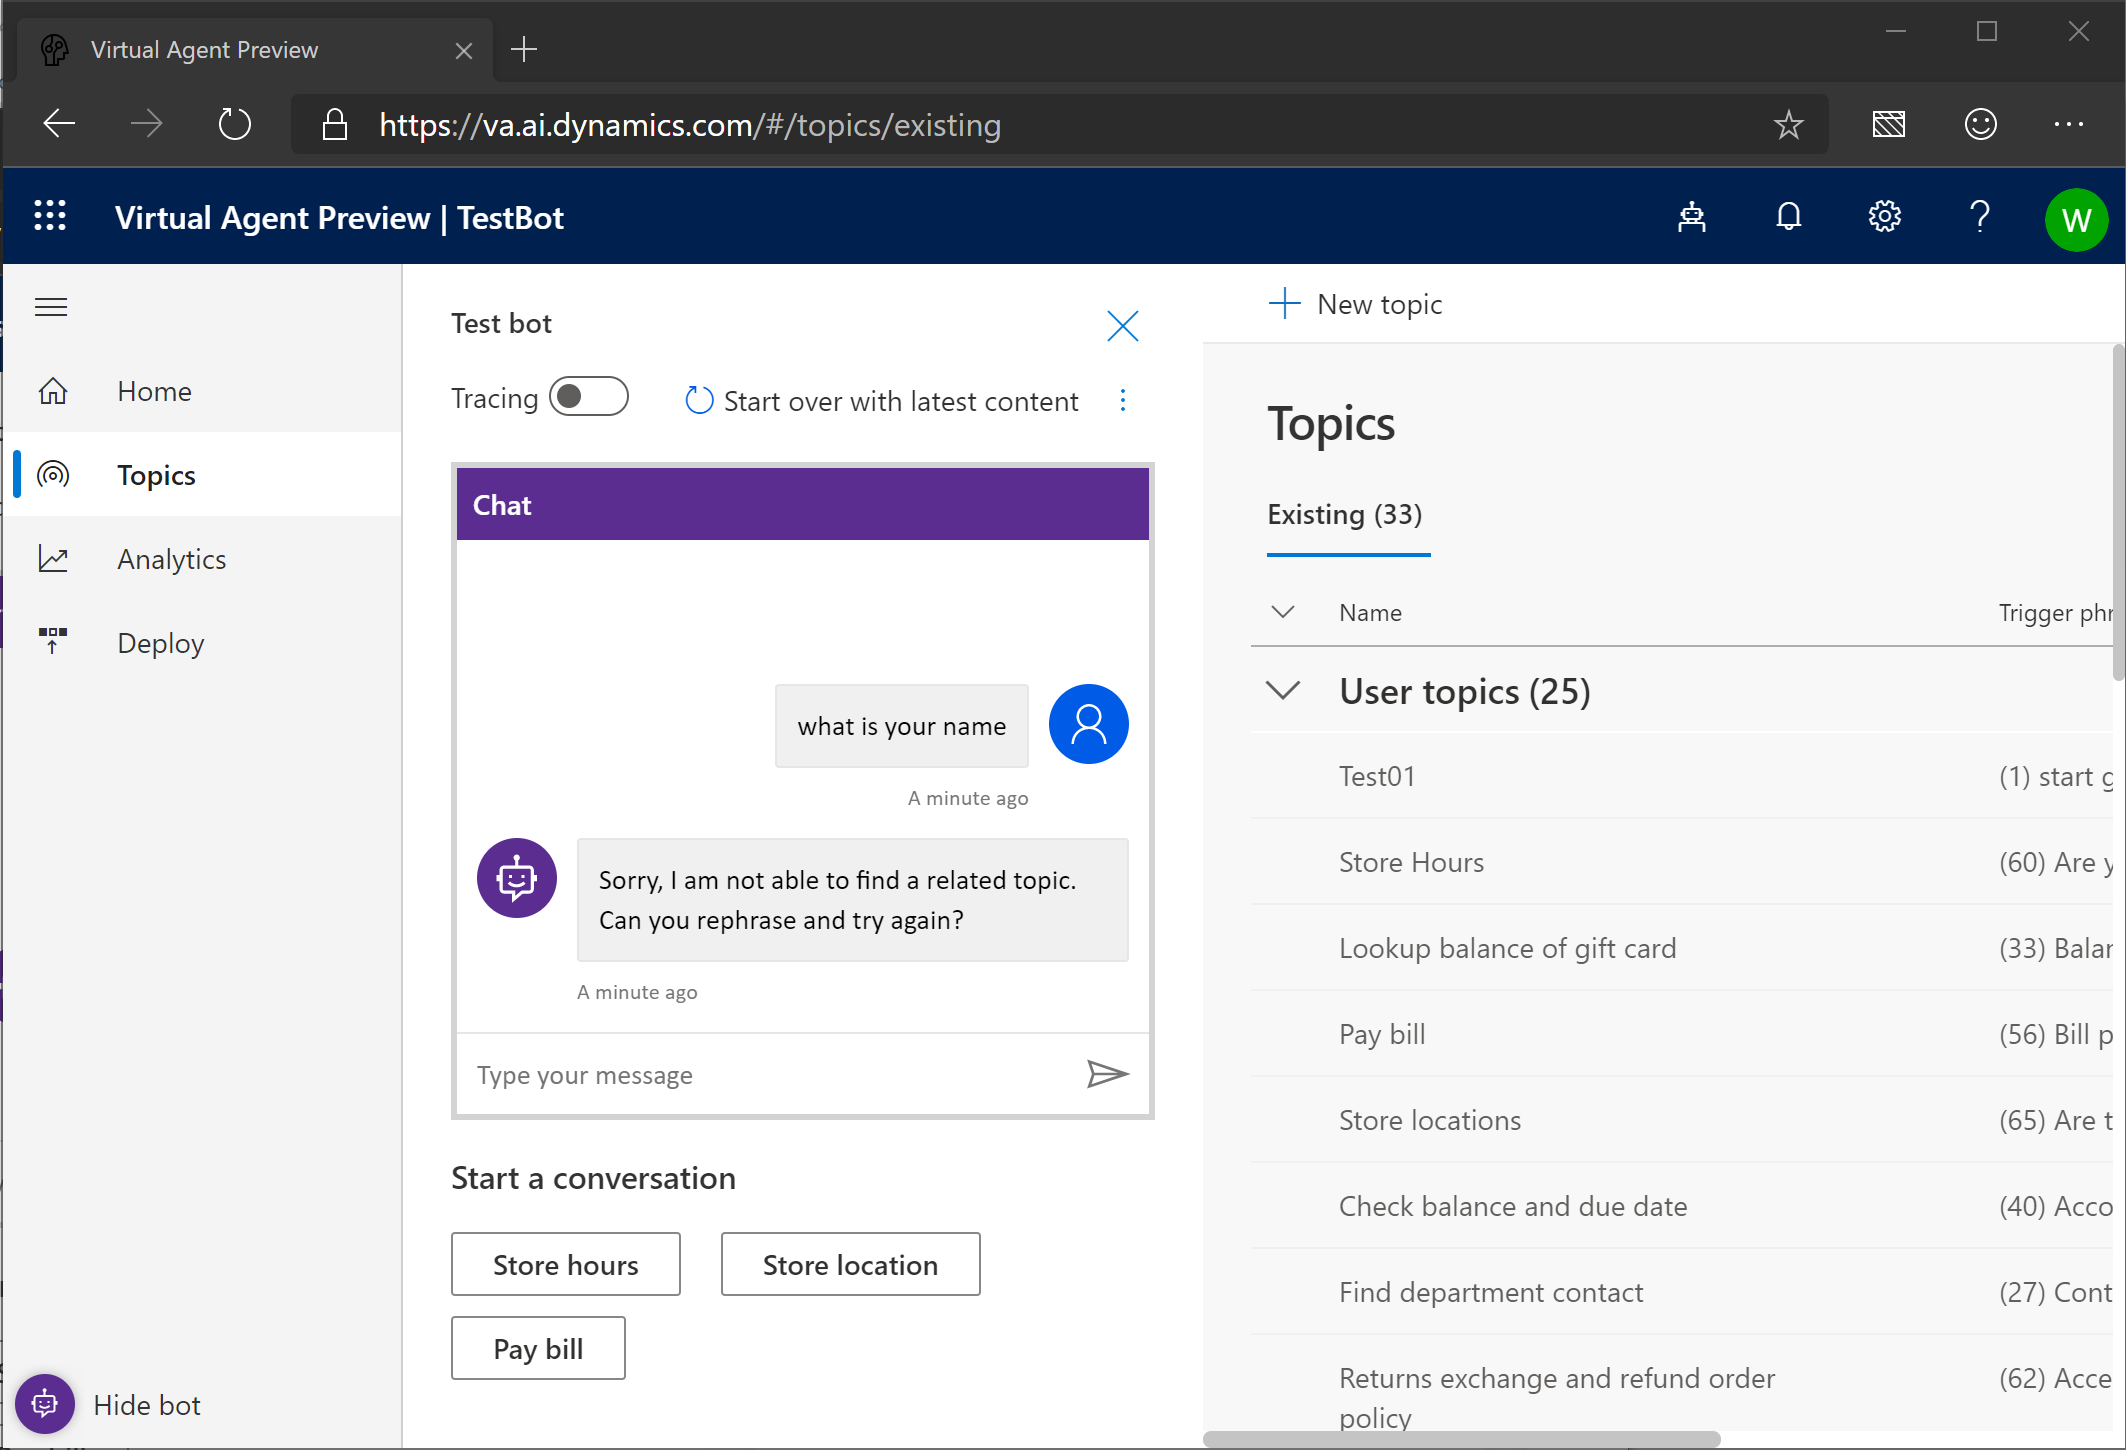 Virtual Agent Preview
https://va.ai.dynamics.com/#/topics/existing
Virtual Agent Preview | TestBot
W
Home
Topics
Analytics
Deploy
Hide bot
Test bot
Tracing
Start over with latest content
Chat
what is your name
A minute ago
Sorry, I am not able to find a related topic.
Can you rephrase and try again?
A minute ago
Type your message
Start a conversation
Store hours
Store location
Pay bill
New topic
Topics
Existing (33)
Name
Trigger phr
User topics (25)
Test01
(1) start g
Store Hours
(60) Are y
Lookup balance of gift card
(33) Balan
Pay bill
(56) Bill p
Store locations
(65) Are t
Check balance and due date
(40) Acco
Find department contact
(27) Cont
Returns exchange and refund order
policy
(62) Acce